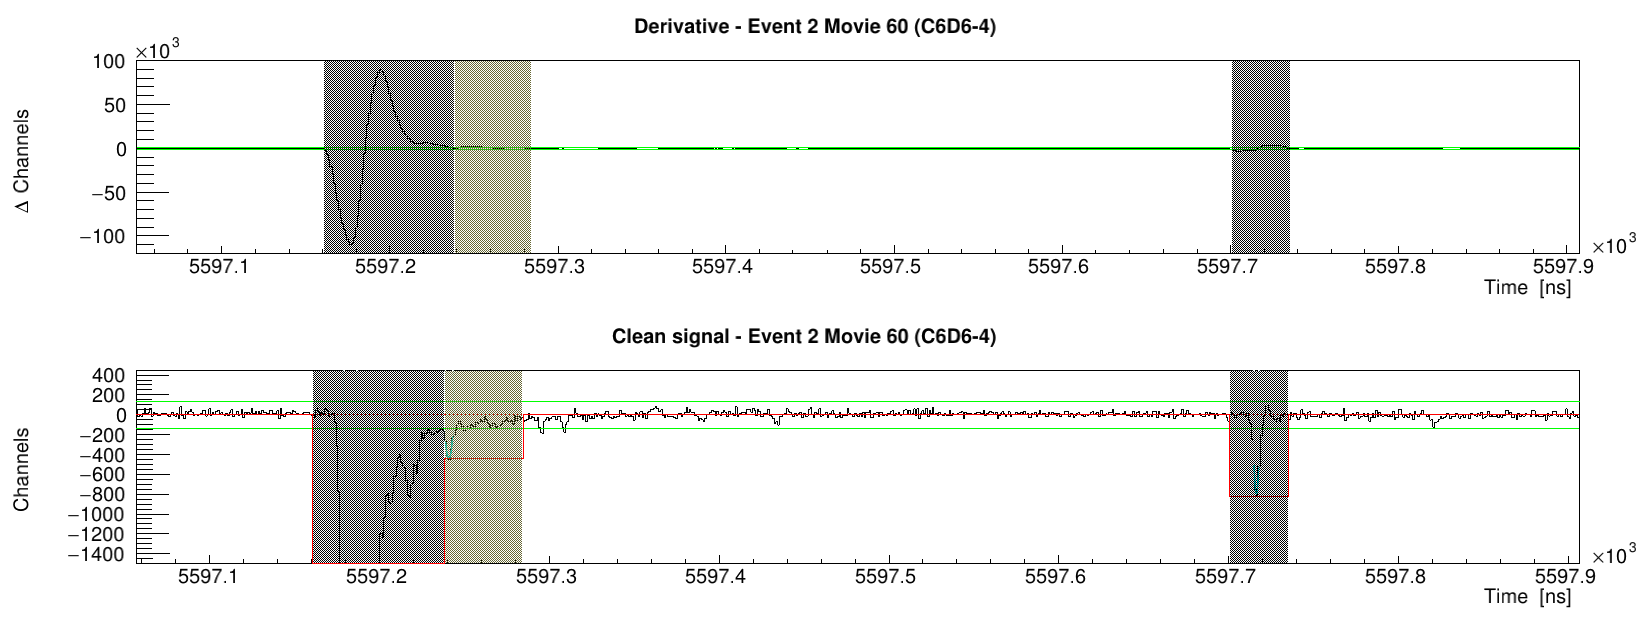 Derivative - Event 2 Movie 60 (C6D6-4)
×10³
100
50
0
−50
−100
Δ Channels
5597.1 5597.2 5597.3 5597.4 5597.5 5597.6 5597.7 5597.8 5597.9
×10³
Time [ns]
Clean signal - Event 2 Movie 60 (C6D6-4)
400
200
0
−200
−400
−600
−800
−1000
−1200
−1400
Channels
5597.1 5597.2 5597.3 5597.4 5597.5 5597.6 5597.7 5597.8 5597.9
×10³
Time [ns]